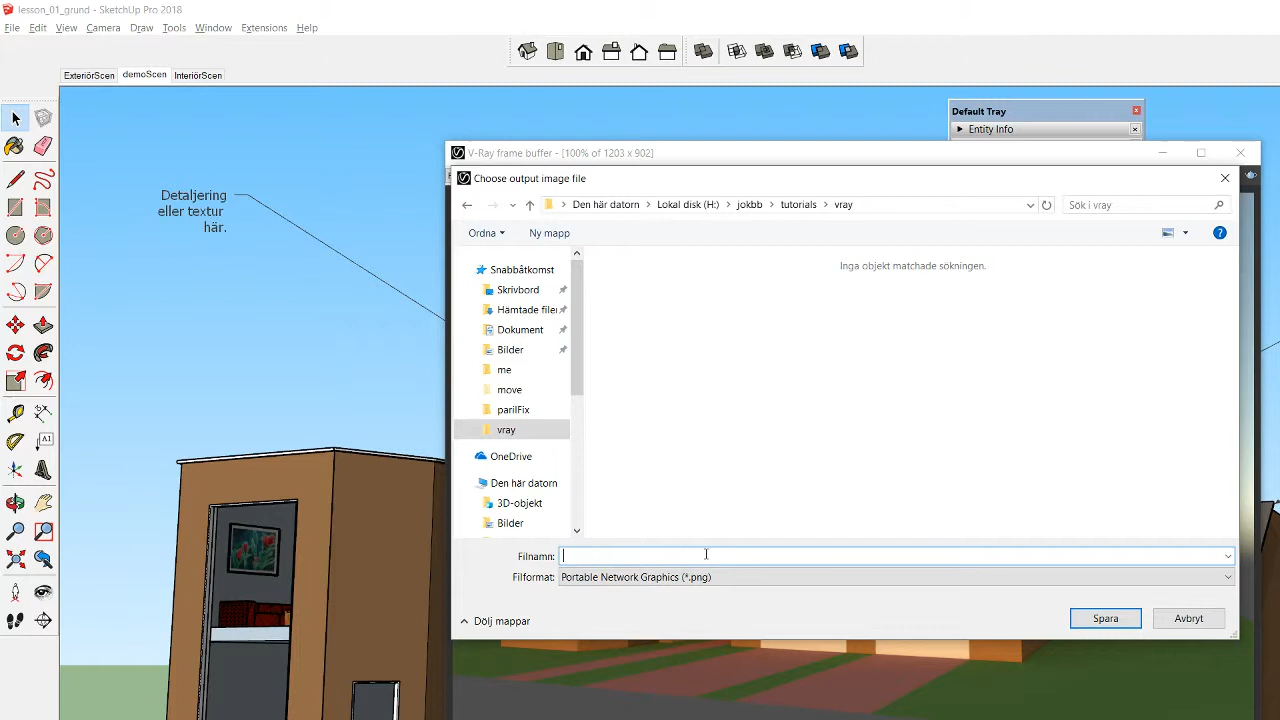 lesson_01_grund - SketchUp Pro 2018
File Edit View Camera Draw Tools Window Extensions Help
ExteriörScen demoScen InteriörScen
Default Tray
Entity Info
Detaljering
eller textur
här.
V-Ray frame buffer - [100% of 1203 x 902]
Choose output image file
Den här datorn Lokal disk (H:) jokbb tutorials vray
Sök i vray
Ordna Ny mapp
Inga objekt matchade sökningen.
Snabbåtkomst
Skrivbord
Hämtade filer
Dokument
Bilder
me
move
parilFix
vray
OneDrive
Den här datorn
3D-objekt
Bilder
Filnamn:
Filformat: Portable Network Graphics (*.png)
Dölj mappar
Spara Avbryt